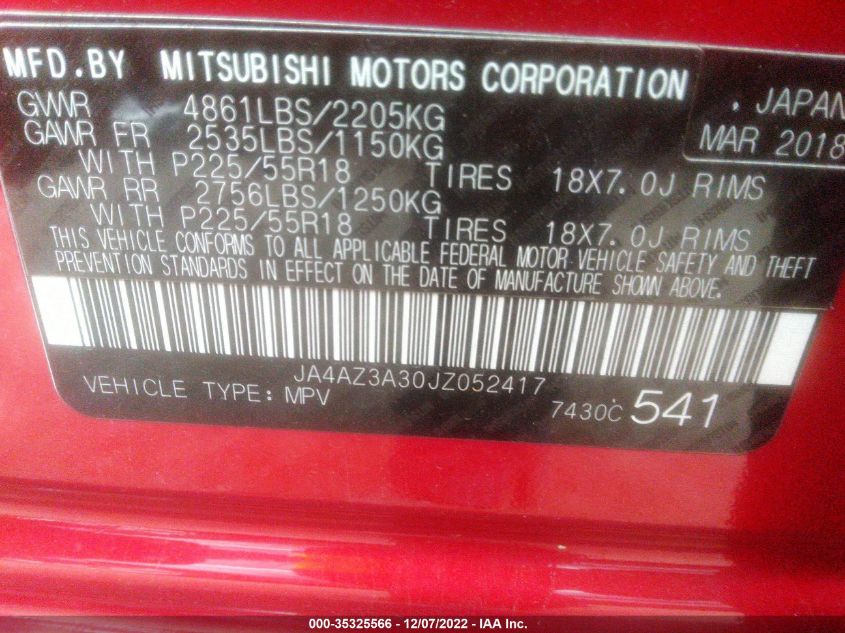 MFD.BY MITSUBISHI MOTORS CORPORATION
. JAPAN
GVWR 4861LBS/2205KG
MAR 2018
GAWR FR 2535LBS/1150KG
WITH P225/55R18 TIRES 18X7.0J RIMS
GAWR RR 2756LBS/1250KG
WITH P225/55R18 TIRES 18X7.0J RIMS
THIS VEHICLE CONFORMS TO ALL APPLICABLE FEDERAL MOTOR VEHICLE SAFETY AND THEFT
PREVENTION STANDARDS IN EFFECT ON THE DATE OF MANUFACTURE SHOWN ABOVE.
JA4AZ3A30JZ052417
VEHICLE TYPE: MPV
7430C 541
000-35325566 - 12/07/2022 - IAA Inc.